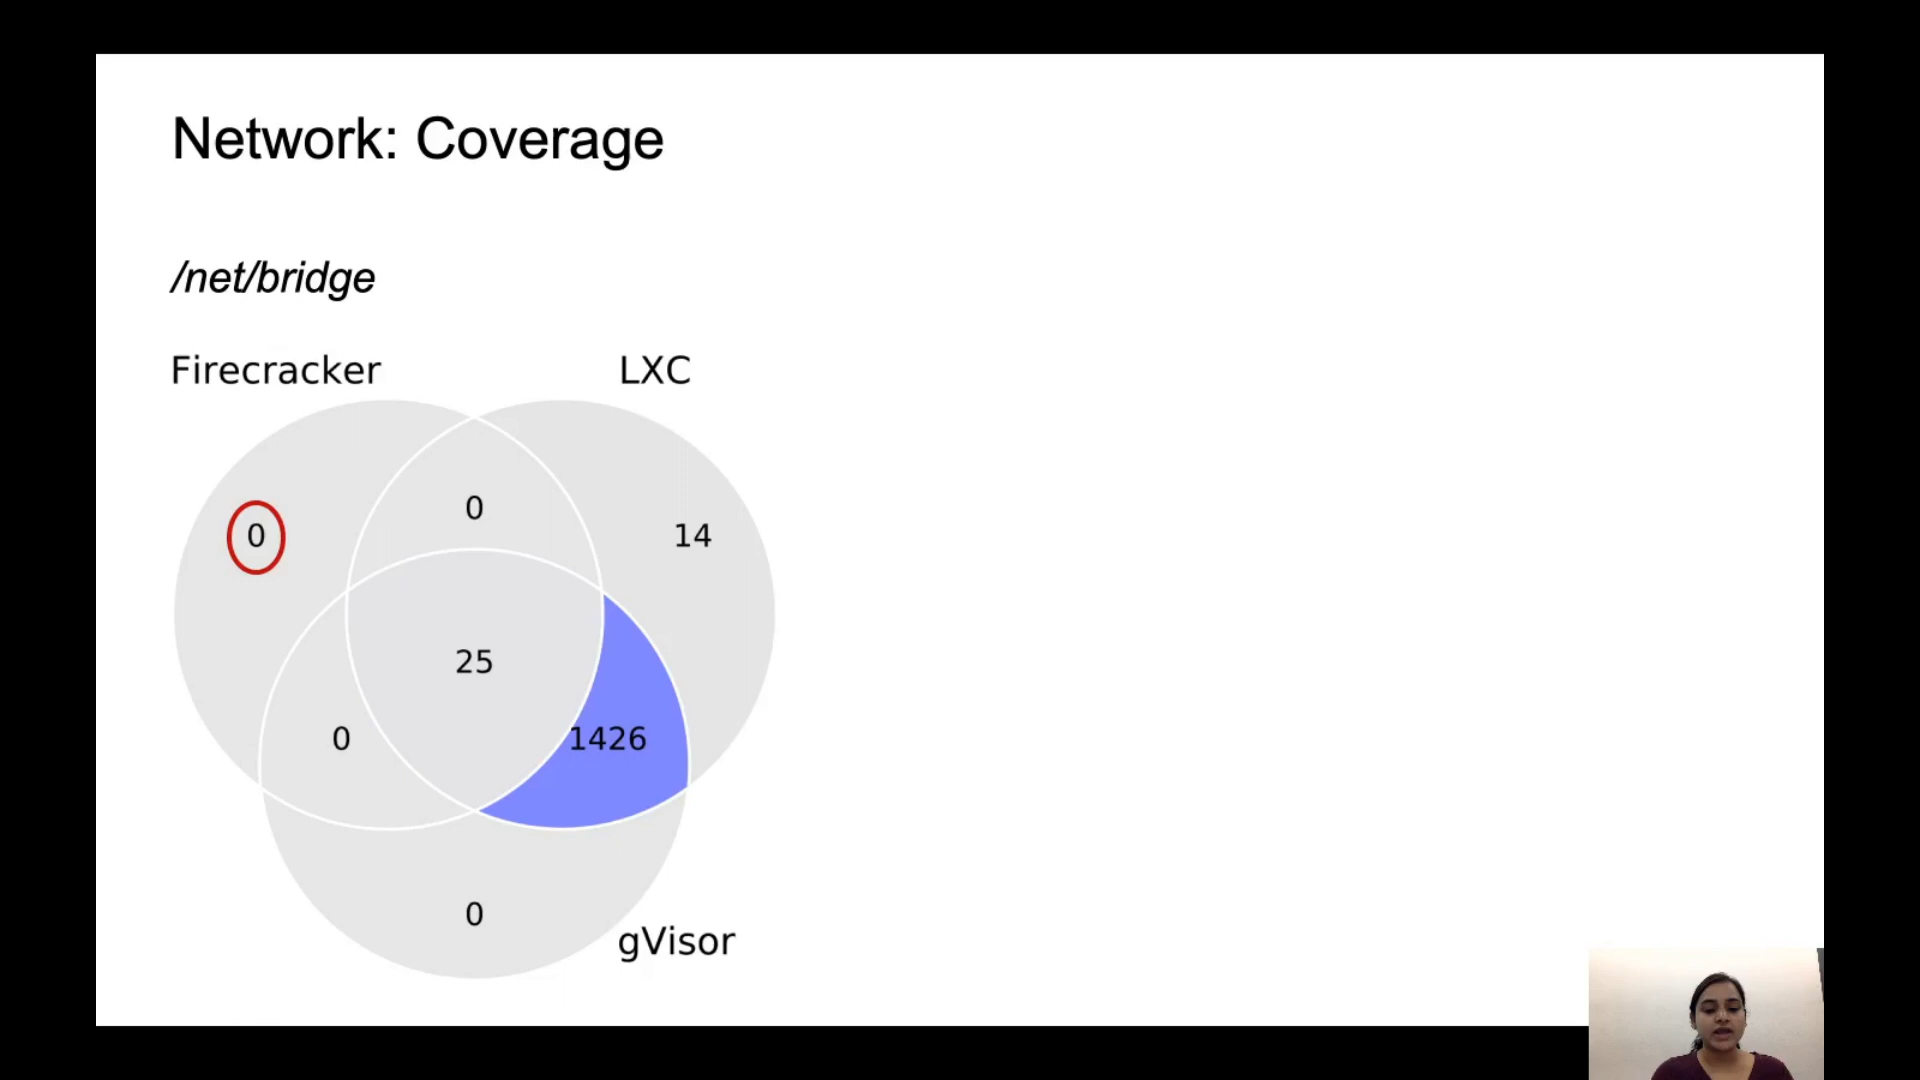 Network: Coverage
/net/bridge
Firecracker
LXC
0
0
14
25
0
1426
0
gVisor